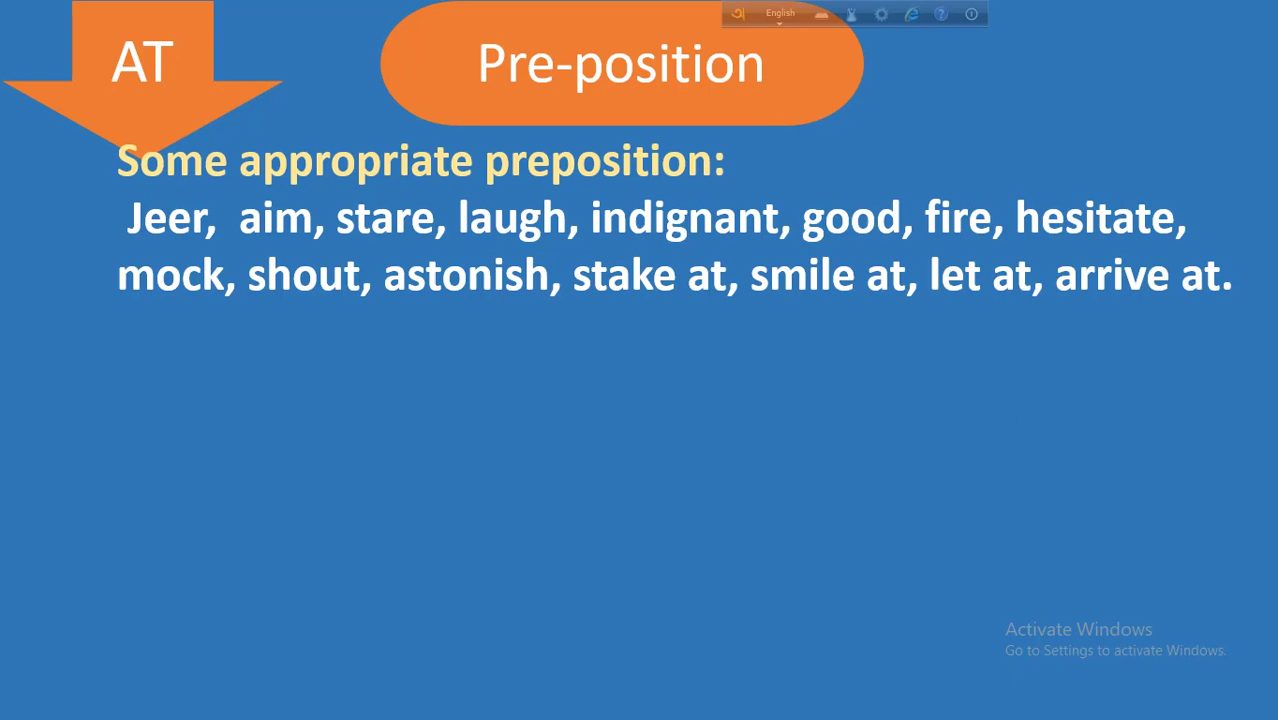 AT
Pre-position
English
Some appropriate preposition:
Jeer, aim, stare, laugh, indignant, good, fire, hesitate,
mock, shout, astonish, stake at, smile at, let at, arrive at.
Activate Windows
Go to Settings to activate Windows.